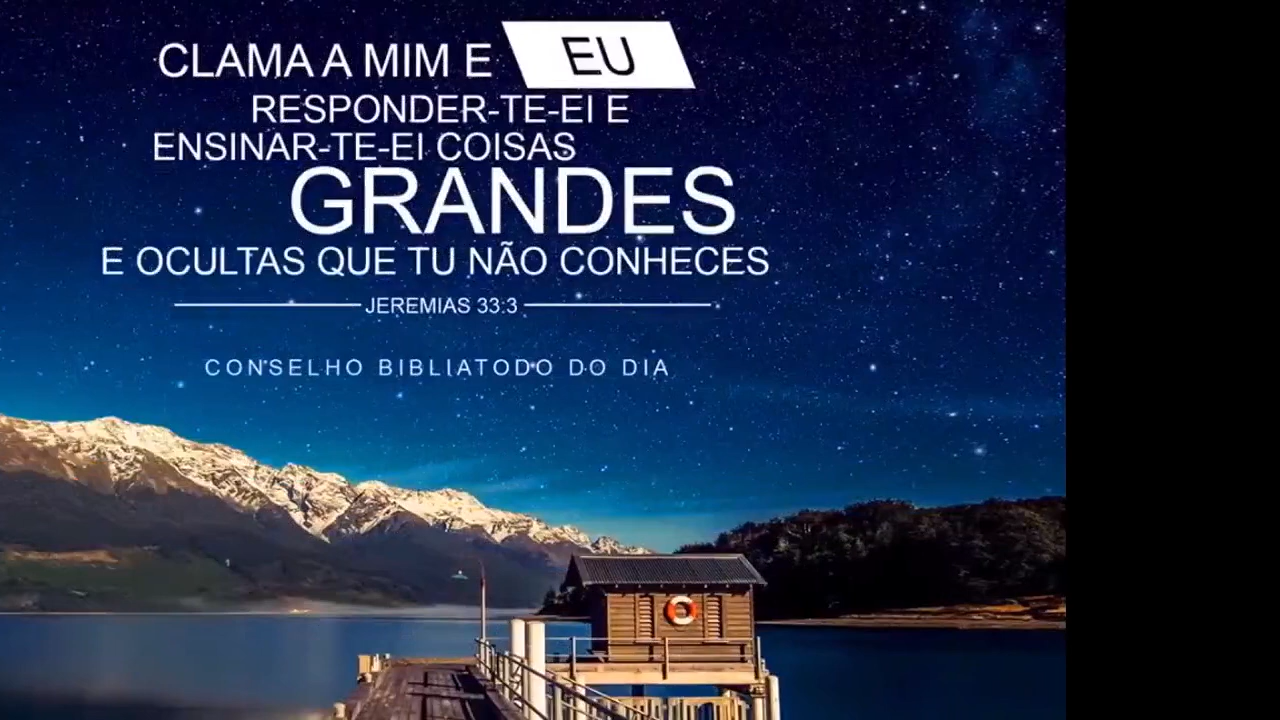 CLAMA A MIM E EU
RESPONDER-TE-EI E
ENSINAR-TE-EI COISAS
GRANDES
E OCULTAS QUE TU NÃO CONHECES
JEREMIAS 33:3
CONSELHO BIBLIATODO DO DIA